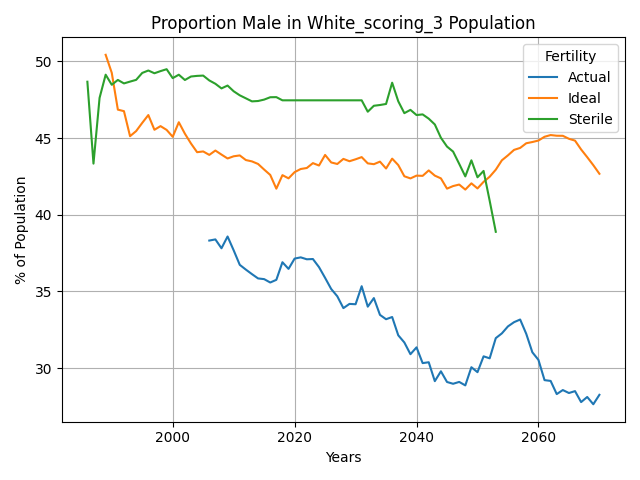 Proportion Male in White_scoring_3 Population
% of Population
50
45
40
35
30
Fertility
Actual
Ideal
Sterile
2000
2020
2040
2060
Years